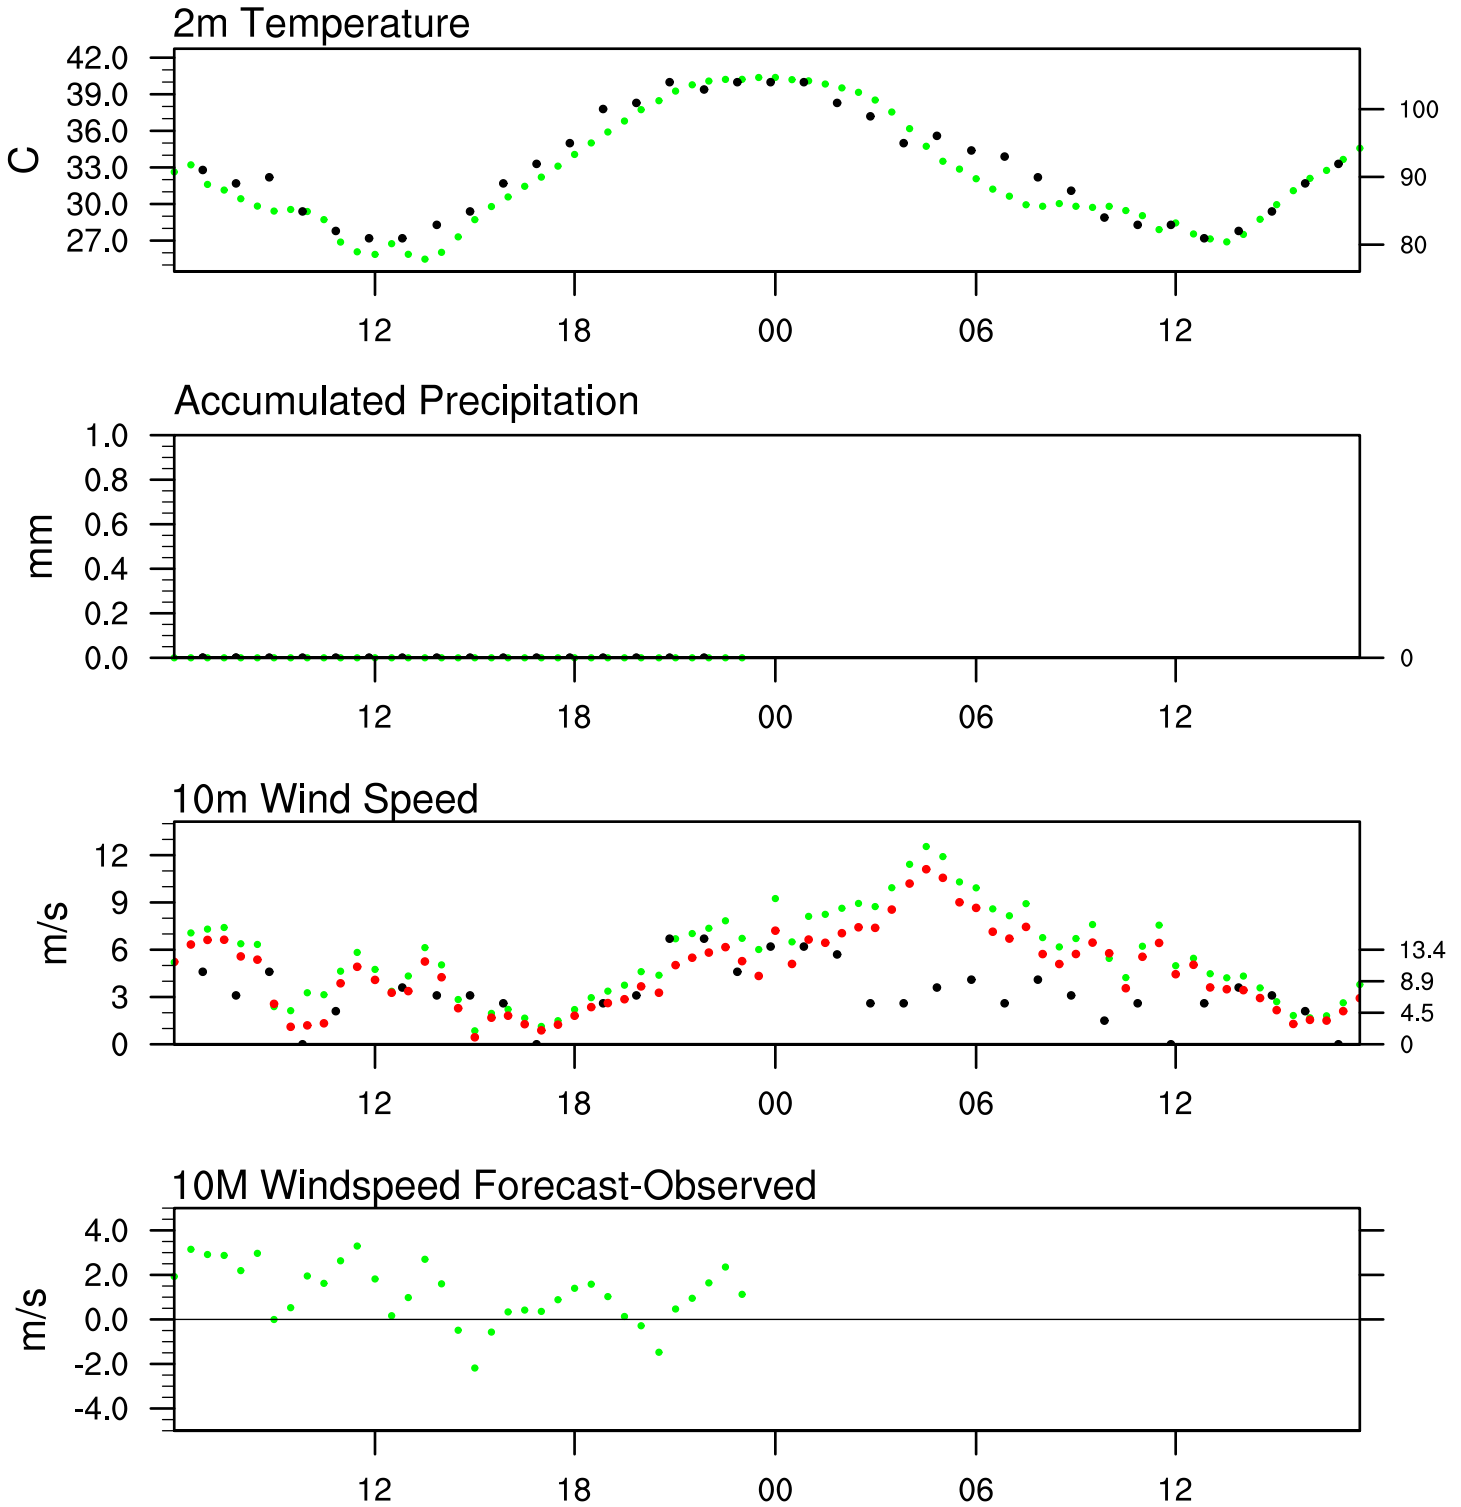 2m Temperature
42.0
39.0
36.0
33.0
30.0
27.0
C
100
90
80
12 18 00 06 12
Accumulated Precipitation
1.0
0.8
0.6
0.4
0.2
0.0
mm
0
12 18 00 06 12
10m Wind Speed
12
9
6
3
0
m/s
13.4
8.9
4.5
0
12 18 00 06 12
10M Windspeed Forecast-Observed
4.0
2.0
0.0
-2.0
-4.0
m/s
12 18 00 06 12